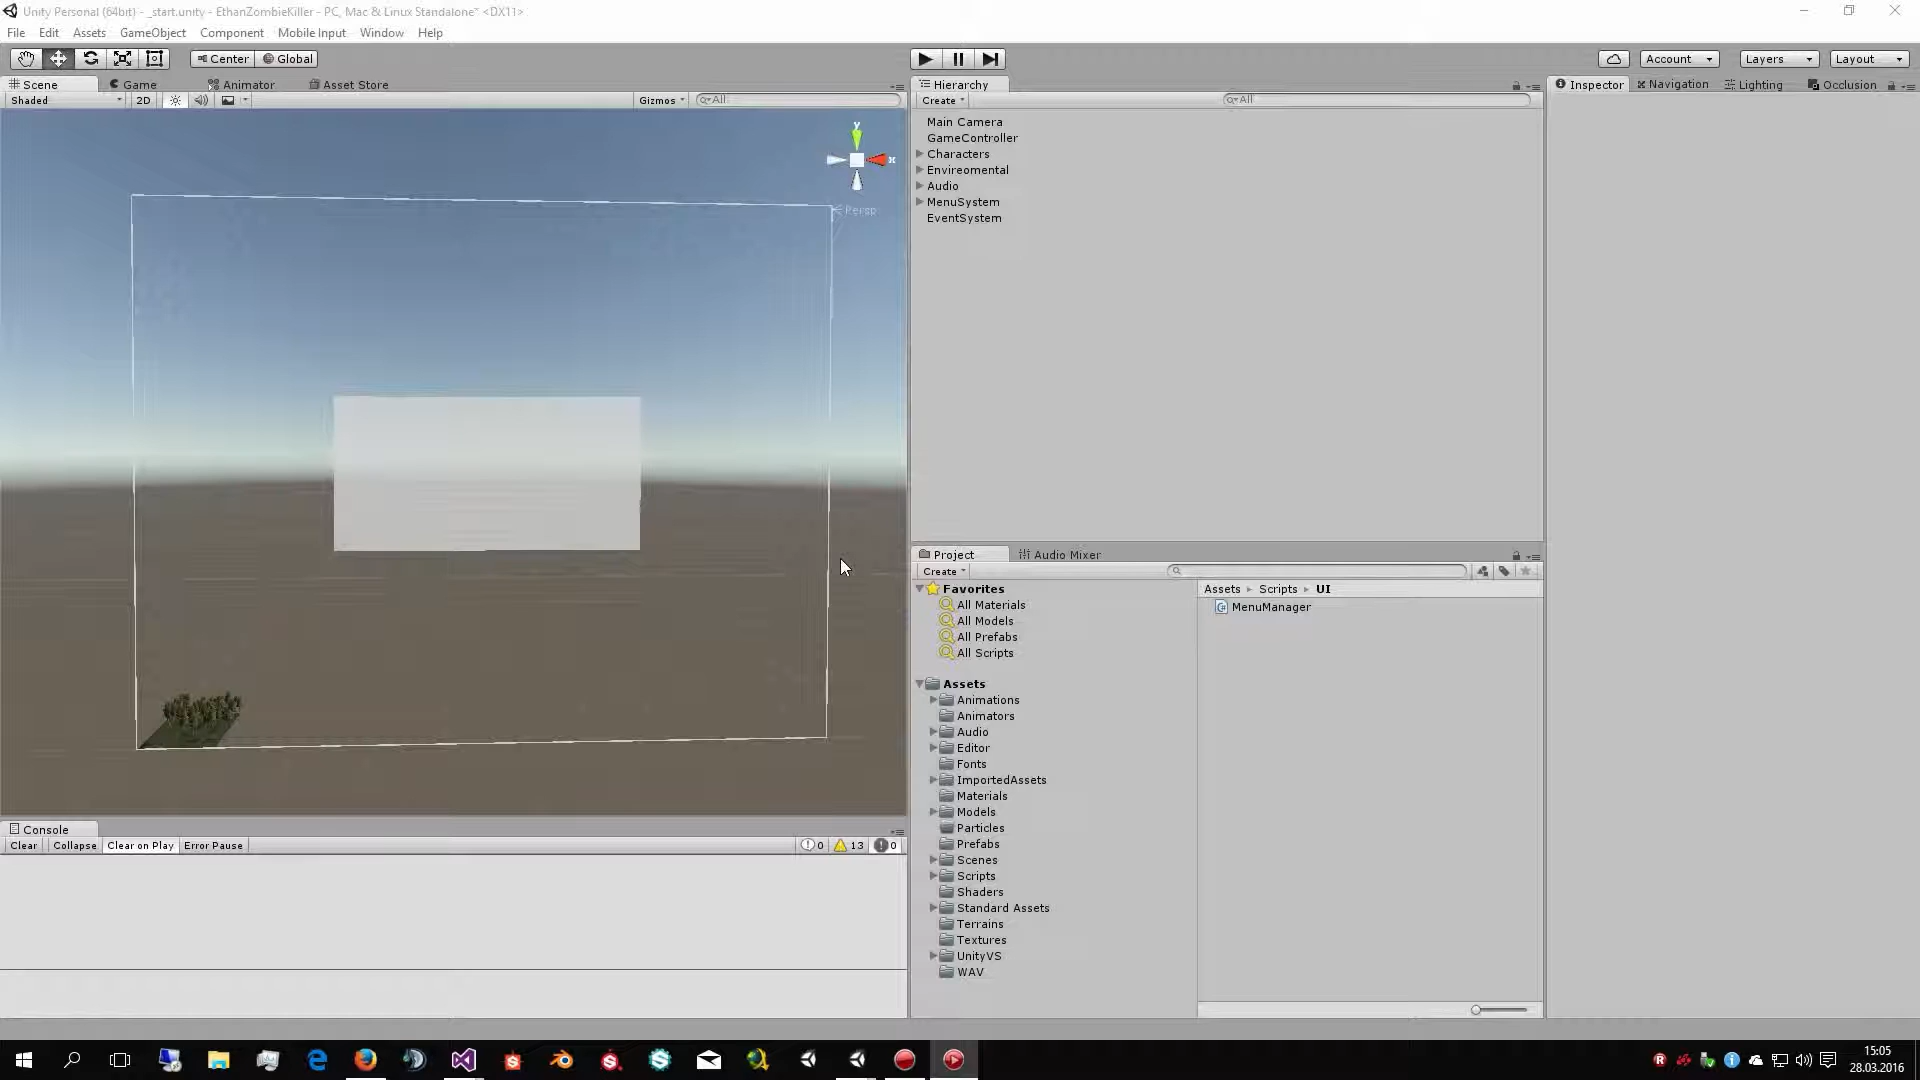 Unity Personal (64bit) - _start.unity - EthanZombieKiller - PC, Mac & Linux Standalone* <DX11>
File Edit Assets GameObject Component Mobile Input Window Help
Center Global Account Layers Layout
Scene Game Animator Asset Store
Shaded 2D Gizmos All
y
x
Persp
Hierarchy
Create All
Main Camera
GameController
Characters
Enviromental
Audio
MenuSystem
EventSystem
Inspector Navigation Lighting Occlusion
Project Audio Mixer
Create
Favorites
All Materials
All Models
All Prefabs
All Scripts
Assets
Animations
Animators
Audio
Editor
Fonts
ImportedAssets
Materials
Models
Particles
Prefabs
Scenes
Scripts
Shaders
Standard Assets
Terrains
Textures
UnityVS
WAV
Assets Scripts UI
MenuManager
Console
Clear Collapse Clear on Play Error Pause 0 13 0
15:05
28.03.2016